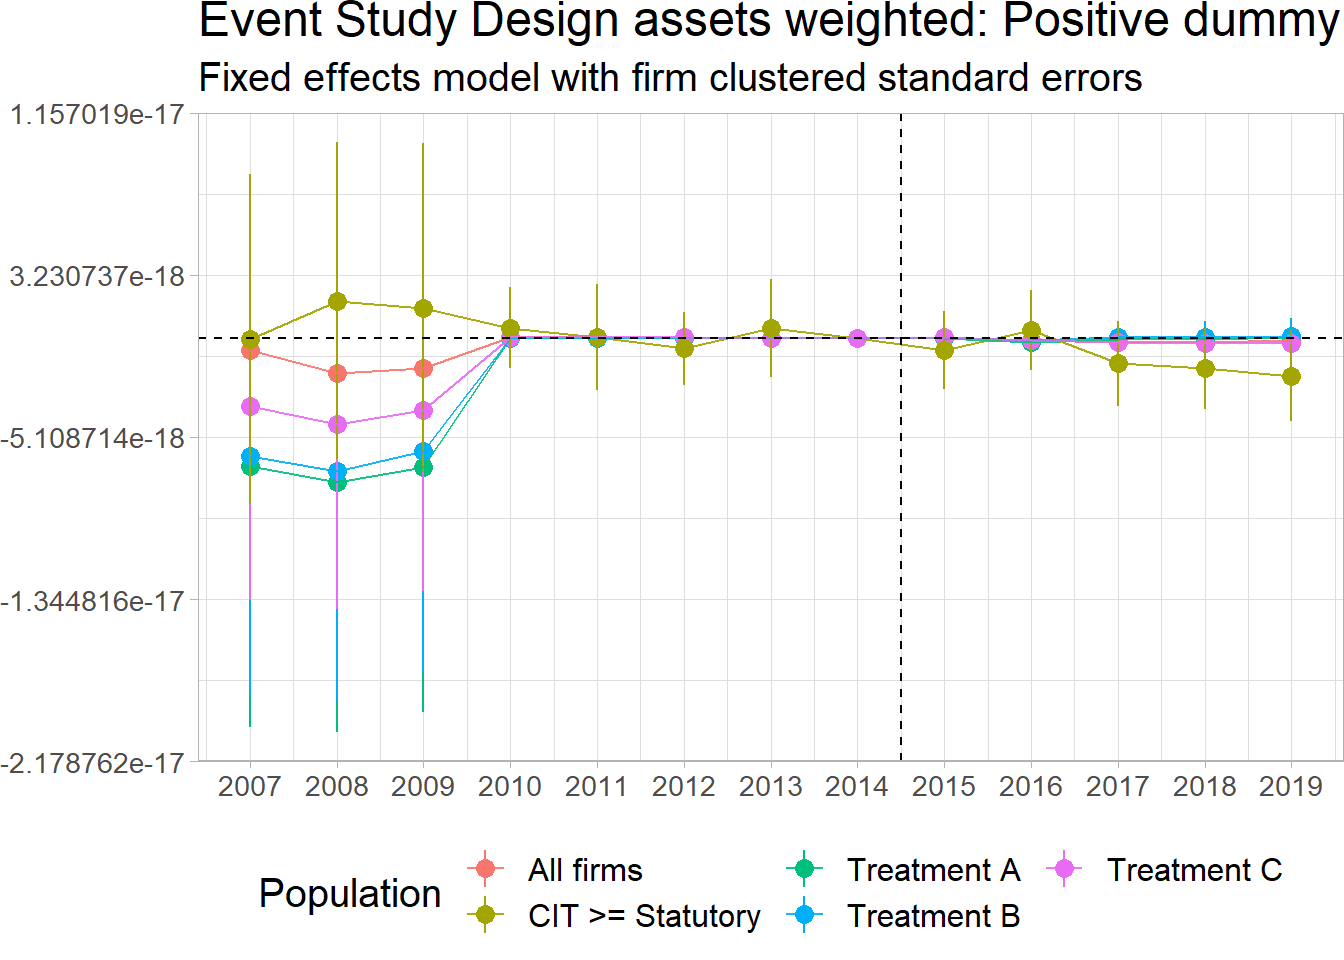 Event Study Design assets weighted: Positive dummy
Fixed effects model with firm clustered standard errors
1.157019e-17
3.230737e-18
-5.108714e-18
-1.344816e-17
-2.178762e-17
2007 2008 2009 2010 2011 2012 2013 2014 2015 2016 2017 2018 2019
Population
All firms
CIT >= Statutory
Treatment A
Treatment B
Treatment C